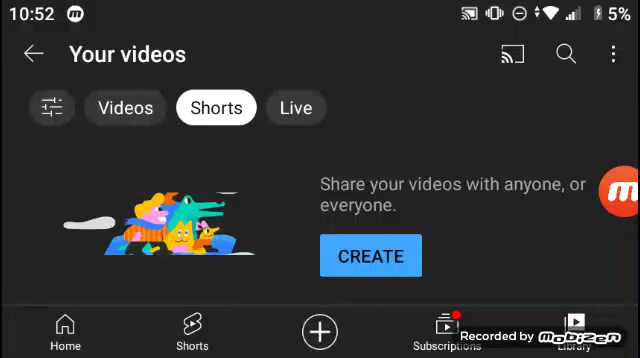 10:52
5%
Your videos
Videos
Shorts
Live
Share your videos with anyone, or
everyone.
CREATE
Home
Shorts
Subscriptions
Library
Recorded by MOBIZEN